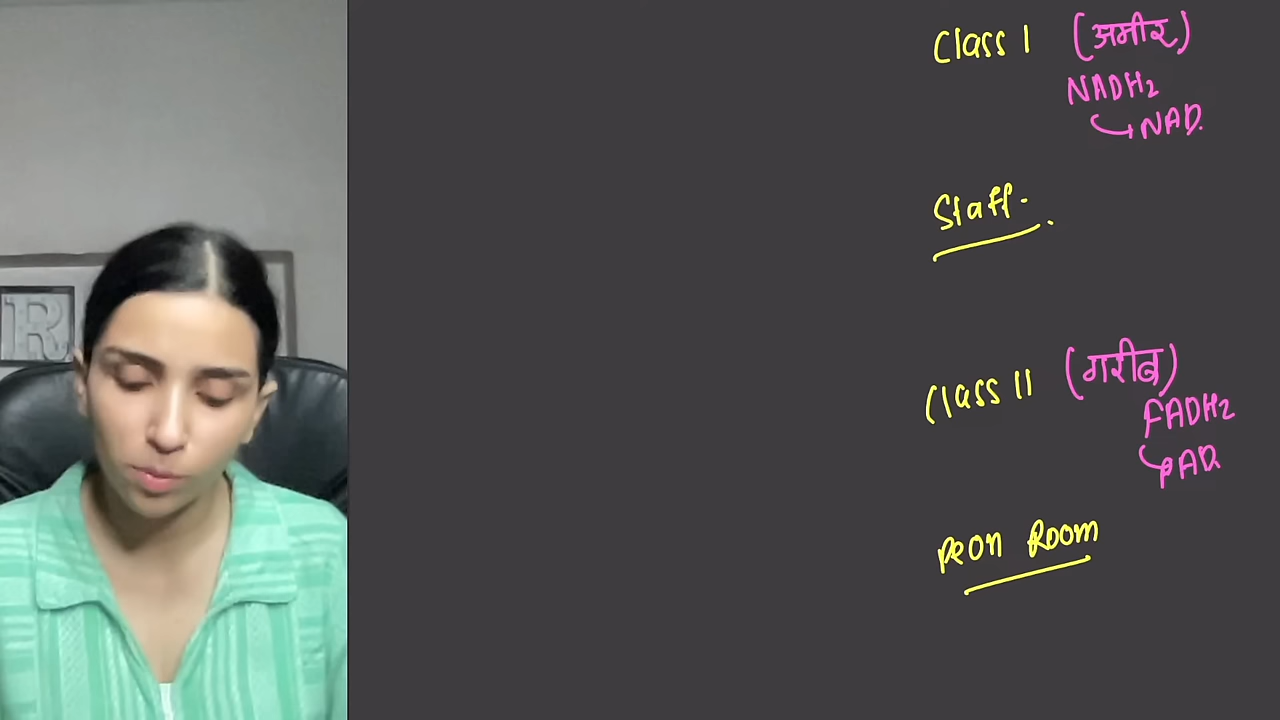 R
Class I (अमीर)
NADH2
↳ NAD.
Staff.
Class II (गरीब)
FADH2
↳ FAD
Peon Room